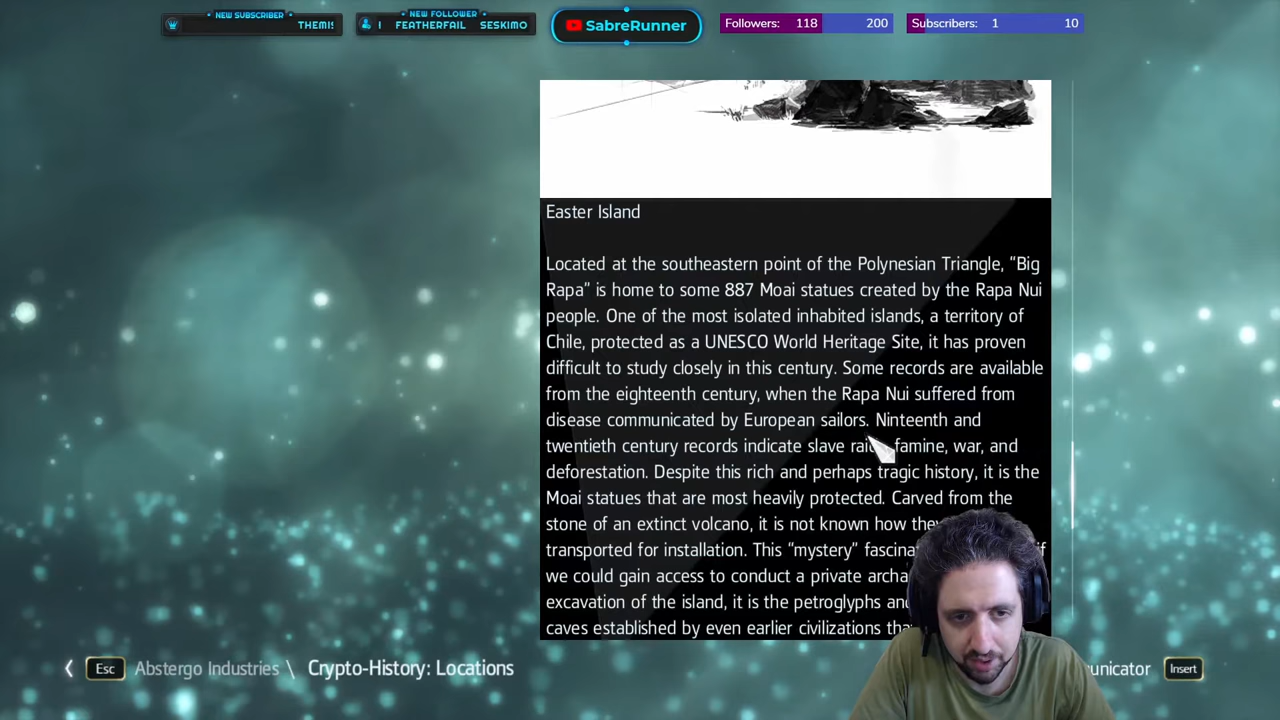 NEW SUBSCRIBER
THEMIS
NEW FOLLOWER
FEATHERFAIL SESKIMO
SabreRunner
Followers: 118 200
Subscribers: 1 10
Easter Island
Located at the southeastern point of the Polynesian Triangle, “Big
Rapa” is home to some 887 Moai statues created by the Rapa Nui
people. One of the most isolated inhabited islands, a territory of
Chile, protected as a UNESCO World Heritage Site, it has proven
difficult to study closely in this century. Some records are available
from the eighteenth century, when the Rapa Nui suffered from
disease communicated by European sailors. Ninteenth and
twentieth century records indicate slave famine, war, and
deforestation. Despite this rich and perhaps tragic history, it is the
Moai statues that are most heavily protected. Carved from the
stone of an extinct volcano, it is not known how
transported for installation. This “mystery” if
we could gain access to conduct a private
excavation of the island, it is the petroglyphs
caves established by even earlier civilizations
Esc Abstergo Industries \ Crypto-History: Locations
Insert